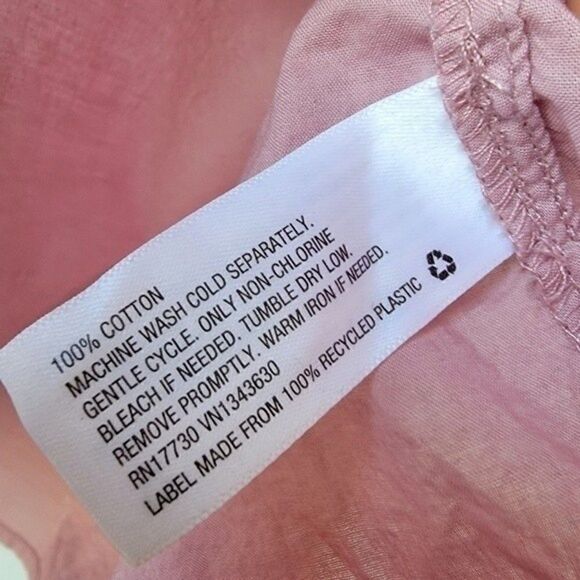 100% COTTON
MACHINE WASH COLD SEPARATELY.
GENTLE CYCLE. ONLY NON-CHLORINE
BLEACH IF NEEDED. TUMBLE DRY LOW.
REMOVE PROMPTLY. WARM IRON IF NEEDED.
RN17730 VN1343630
LABEL MADE FROM 100% RECYCLED PLASTIC